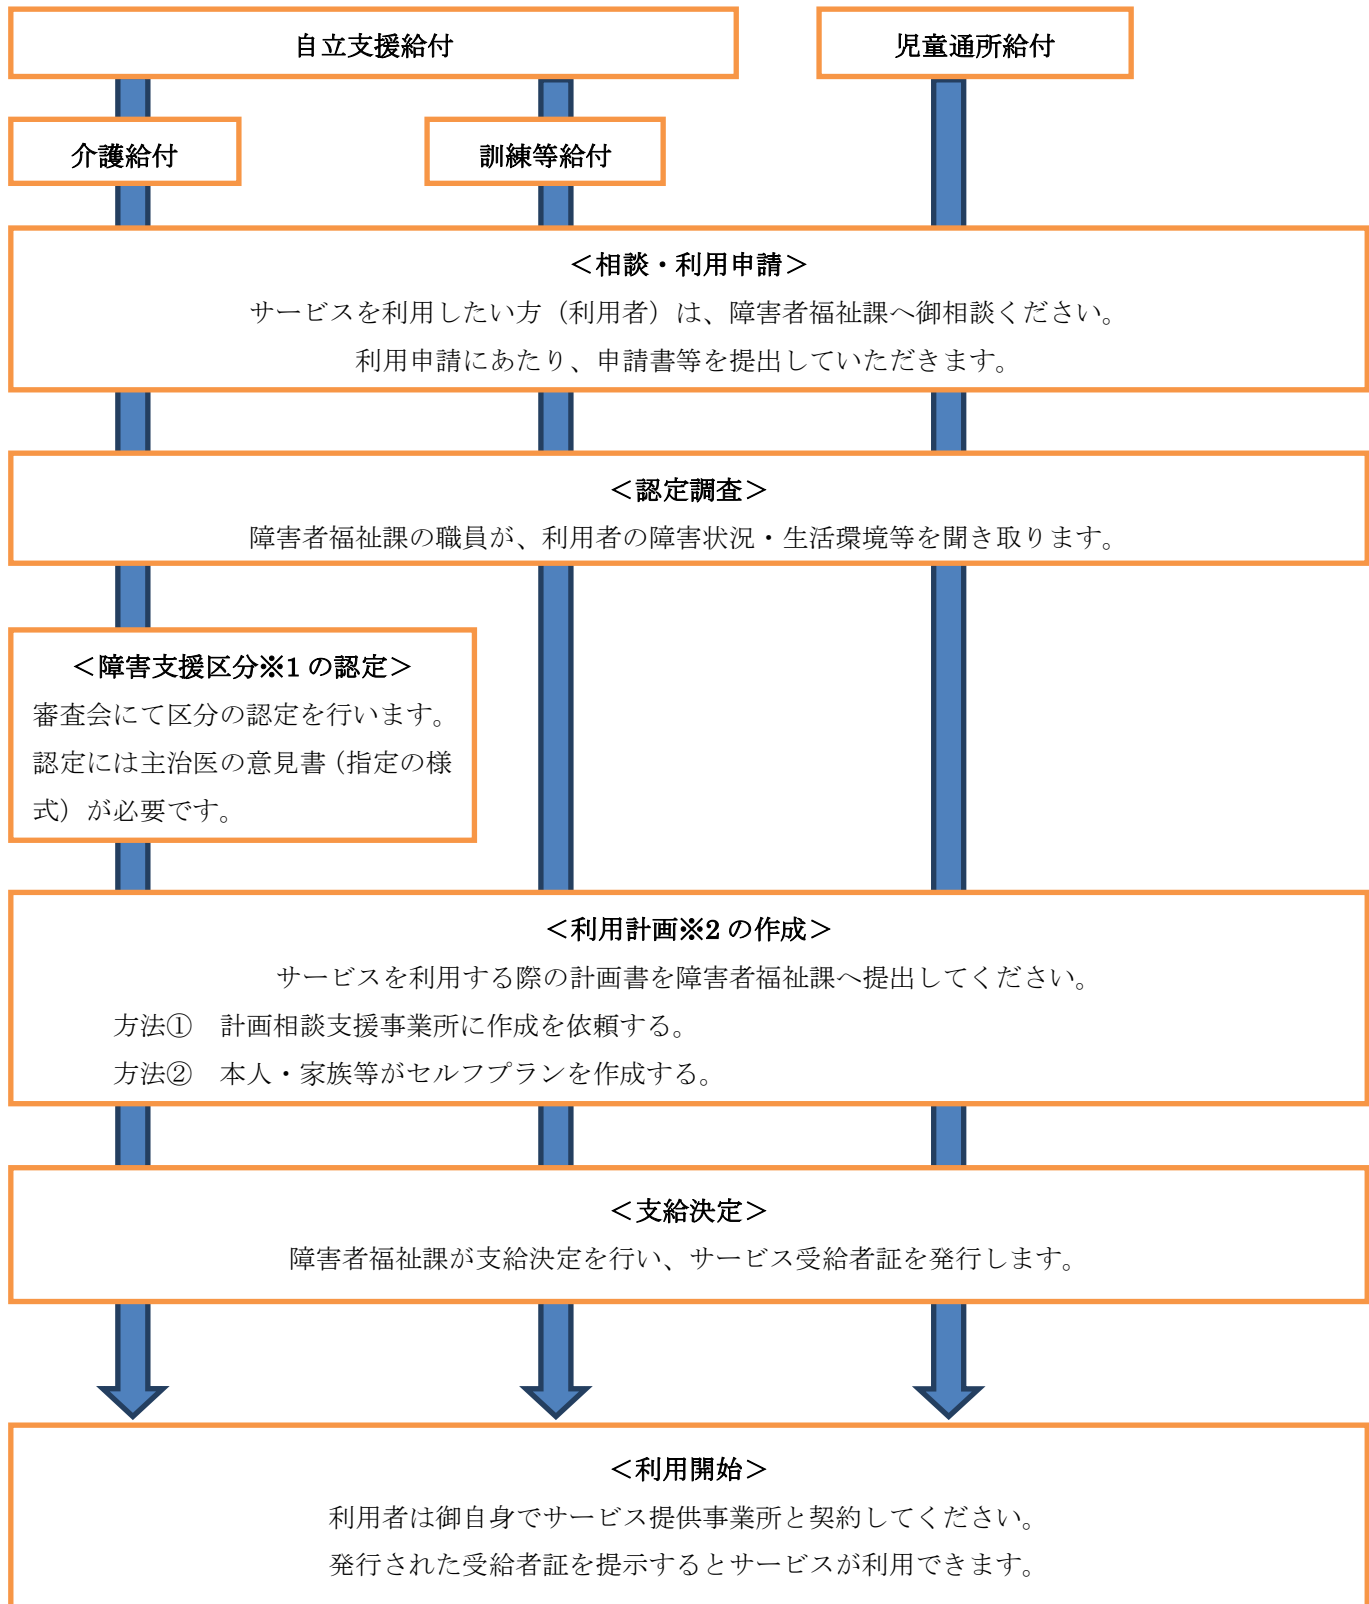 自立支援給付
児童通所給付
介護給付
訓練等給付
＜相談・利用申請＞
サービスを利用したい方（利用者）は、障害者福祉課へ御相談ください。
利用申請にあたり、申請書等を提出していただきます。
＜認定調査＞
障害者福祉課の職員が、利用者の障害状況・生活環境等を聞き取ります。
＜障害支援区分※1 の認定＞
審査会にて区分の認定を行います。
認定には主治医の意見書（指定の様
式）が必要です。
＜利用計画※2 の作成＞
サービスを利用する際の計画書を障害者福祉課へ提出してください。
方法①　計画相談支援事業所に作成を依頼する。
方法②　本人・家族等がセルフプランを作成する。
＜支給決定＞
障害者福祉課が支給決定を行い、サービス受給者証を発行します。
＜利用開始＞
利用者は御自身でサービス提供事業所と契約してください。
発行された受給者証を提示するとサービスが利用できます。